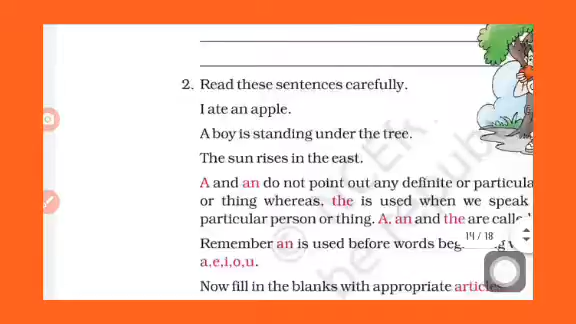 2. Read these sentences carefully.
I ate an apple.
A boy is standing under the tree.
The sun rises in the east.
A and an do not point out any definite or particula
or thing whereas, the is used when we speak
particular person or thing. A, an and the are calle
Remember an is used before words
a,e,i,o,u.
Now fill in the blanks with appropriate articles
14 / 18